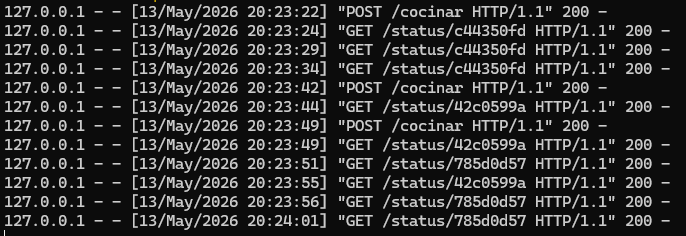 127.0.0.1 - - [13/May/2026 20:23:22] "POST /cocinar HTTP/1.1" 200 -
127.0.0.1 - - [13/May/2026 20:23:24] "GET /status/c44350fd HTTP/1.1" 200 -
127.0.0.1 - - [13/May/2026 20:23:29] "GET /status/c44350fd HTTP/1.1" 200 -
127.0.0.1 - - [13/May/2026 20:23:34] "GET /status/c44350fd HTTP/1.1" 200 -
127.0.0.1 - - [13/May/2026 20:23:42] "POST /cocinar HTTP/1.1" 200 -
127.0.0.1 - - [13/May/2026 20:23:44] "GET /status/42c0599a HTTP/1.1" 200 -
127.0.0.1 - - [13/May/2026 20:23:49] "POST /cocinar HTTP/1.1" 200 -
127.0.0.1 - - [13/May/2026 20:23:49] "GET /status/42c0599a HTTP/1.1" 200 -
127.0.0.1 - - [13/May/2026 20:23:51] "GET /status/785d0d57 HTTP/1.1" 200 -
127.0.0.1 - - [13/May/2026 20:23:55] "GET /status/42c0599a HTTP/1.1" 200 -
127.0.0.1 - - [13/May/2026 20:23:56] "GET /status/785d0d57 HTTP/1.1" 200 -
127.0.0.1 - - [13/May/2026 20:24:01] "GET /status/785d0d57 HTTP/1.1" 200 -